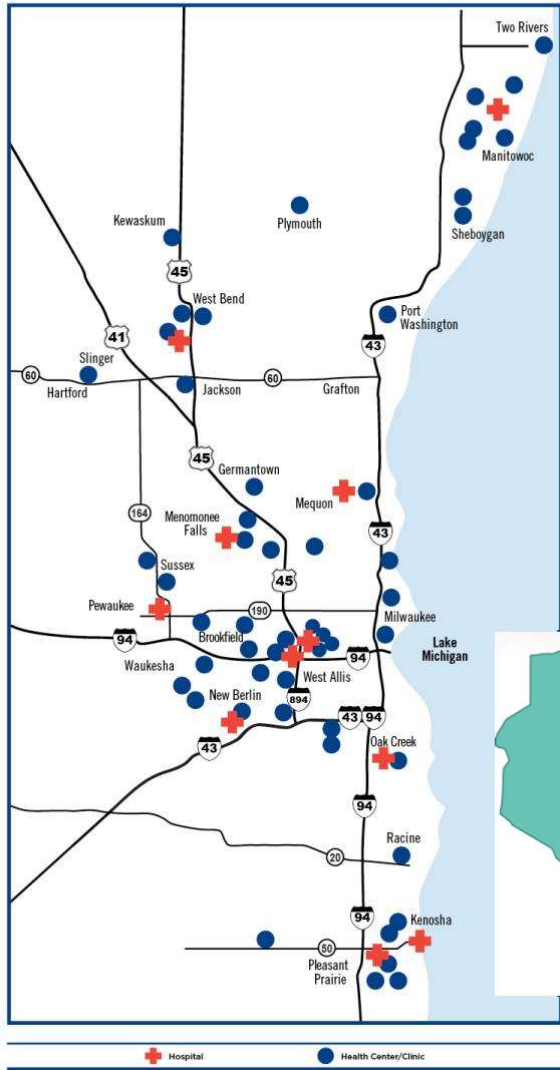 Two Rivers
Manitowoc
Kewaskum
Plymouth
Sheboygan
45
West Bend
Port
Washington
41
43
Slinger
60
60
Hartford
Jackson
Grafton
45
Germantown
Mequon
164
Menomonee
Falls
43
Sussex
45
Pewaukee
190
Milwaukee
94
Brookfield
94
Lake
Michigan
Waukesha
West Allis
New Berlin
894
43
94
43
Oak Creek
94
Racine
20
94
Kenosha
50
Pleasant
Prairie
Hospital
Health Center/Clinic